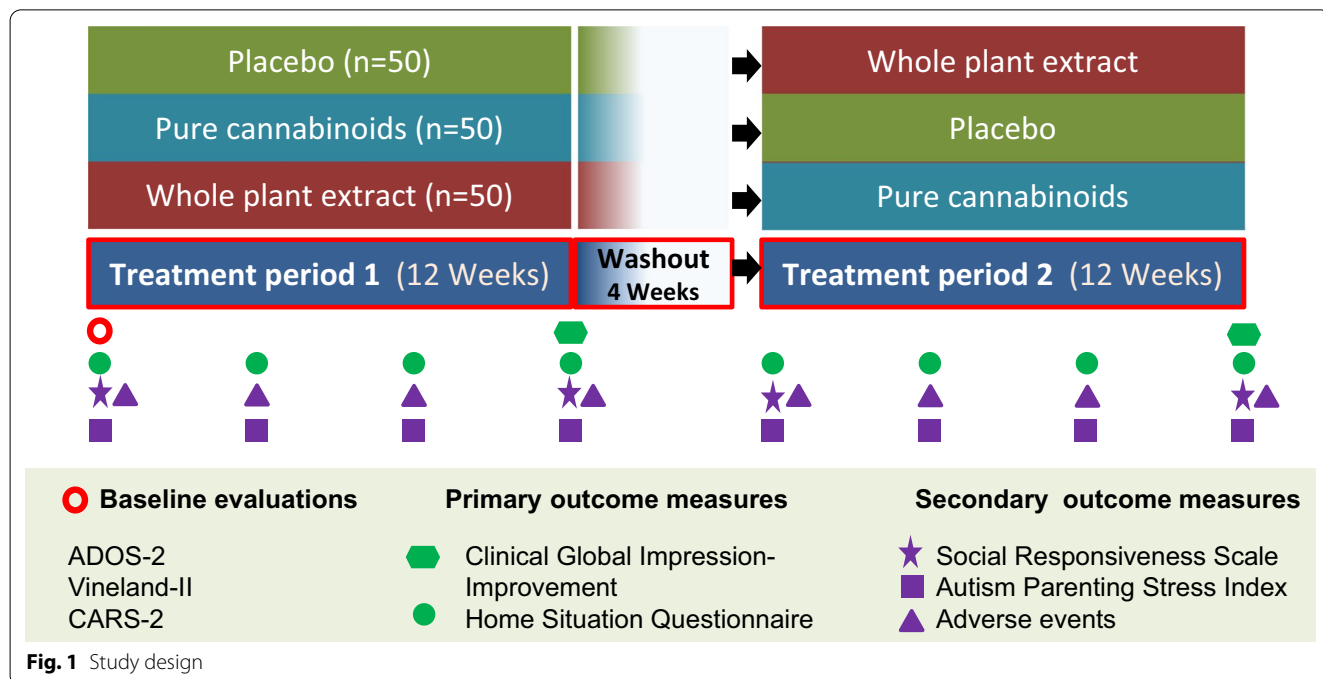 Placebo (n=50)
Whole plant extract
Pure cannabinoids (n=50)
Placebo
Whole plant extract (n=50)
Pure cannabinoids
Treatment period 1 (12 Weeks)
Washout
4 Weeks
Treatment period 2 (12 Weeks)
Baseline evaluations
ADOS-2
Vineland-II
CARS-2
Primary outcome measures
Clinical Global Impression-
Improvement
Home Situation Questionnaire
Secondary outcome measures
Social Responsiveness Scale
Autism Parenting Stress Index
Adverse events
Fig. 1 Study design